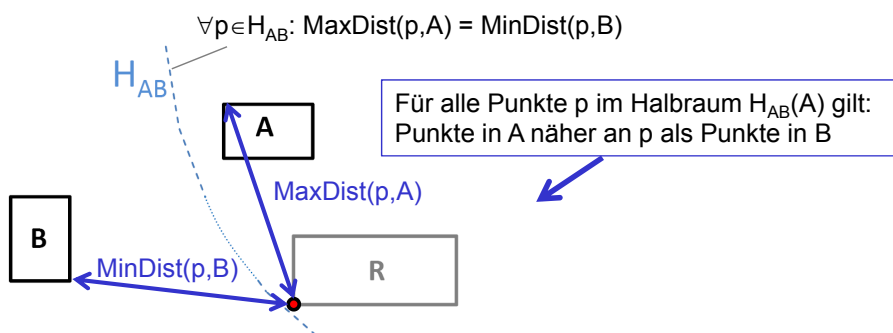 ∀p∈H_AB: MaxDist(p,A) = MinDist(p,B)
H_AB
Für alle Punkte p im Halbraum H_AB(A) gilt:
Punkte in A näher an p als Punkte in B
A
MaxDist(p,A)
B
MinDist(p,B)
R